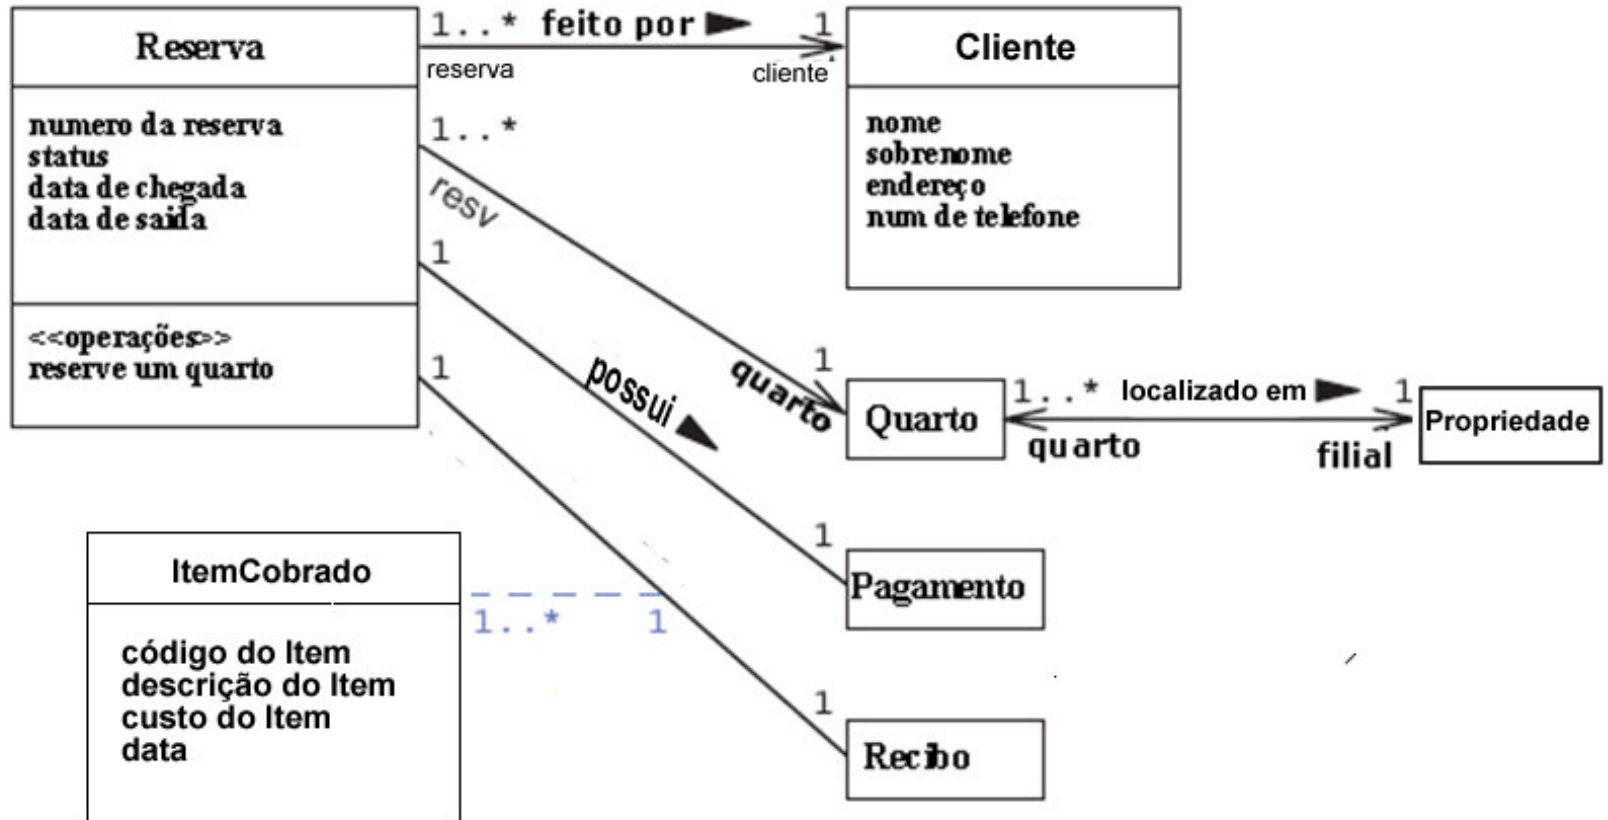 Reserva
numero da reserva
status
data de chegada
data de saida
<<operações>>
reserve um quarto
1..* feito por 1
reserva cliente
Cliente
nome
sobrenome
endereço
num de telefone
1..*
resv
1
quarto
Quarto
1..* localizado em 1
quarto filial
Propriedade
1
possui
1
Pagamento
1
1
Recibo
ItemCobrado
código do Item
descrição do Item
custo do Item
data
1..* 1